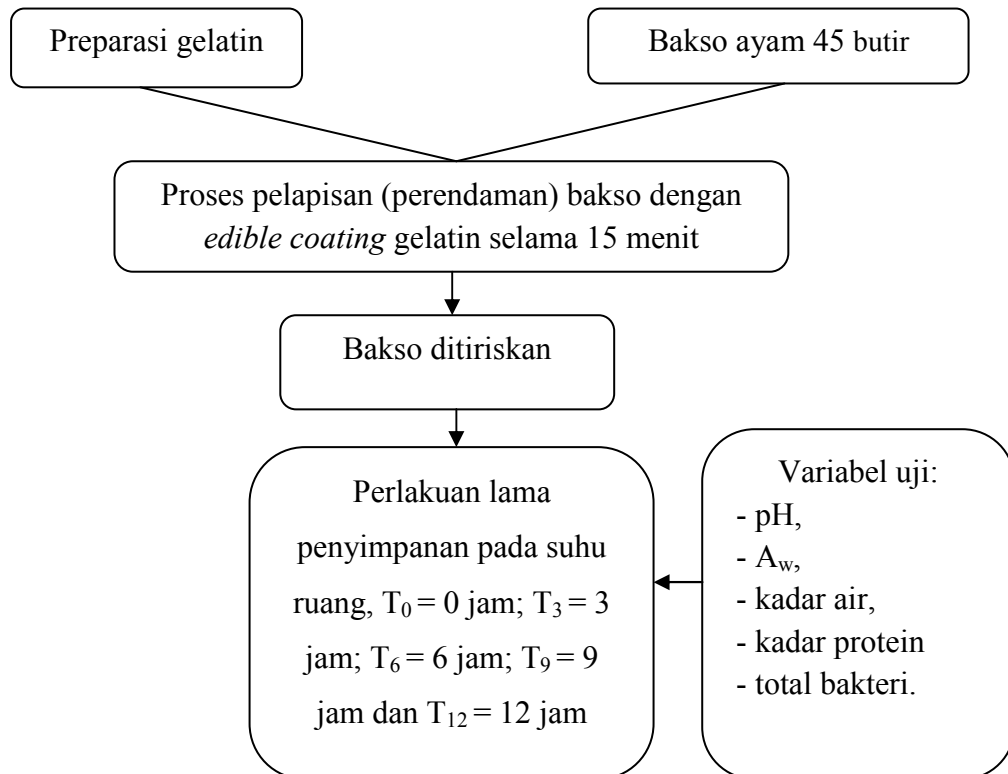 Preparasi gelatin
Bakso ayam 45 butir
Proses pelapisan (perendaman) bakso dengan
edible coating gelatin selama 15 menit
Bakso ditiriskan
Perlakuan lama
penyimpanan pada suhu
ruang, T₀ = 0 jam; T₃ = 3
jam; T₆ = 6 jam; T₉ = 9
jam dan T₁₂ = 12 jam
Variabel uji:
- pH,
- Aw,
- kadar air,
- kadar protein
- total bakteri.